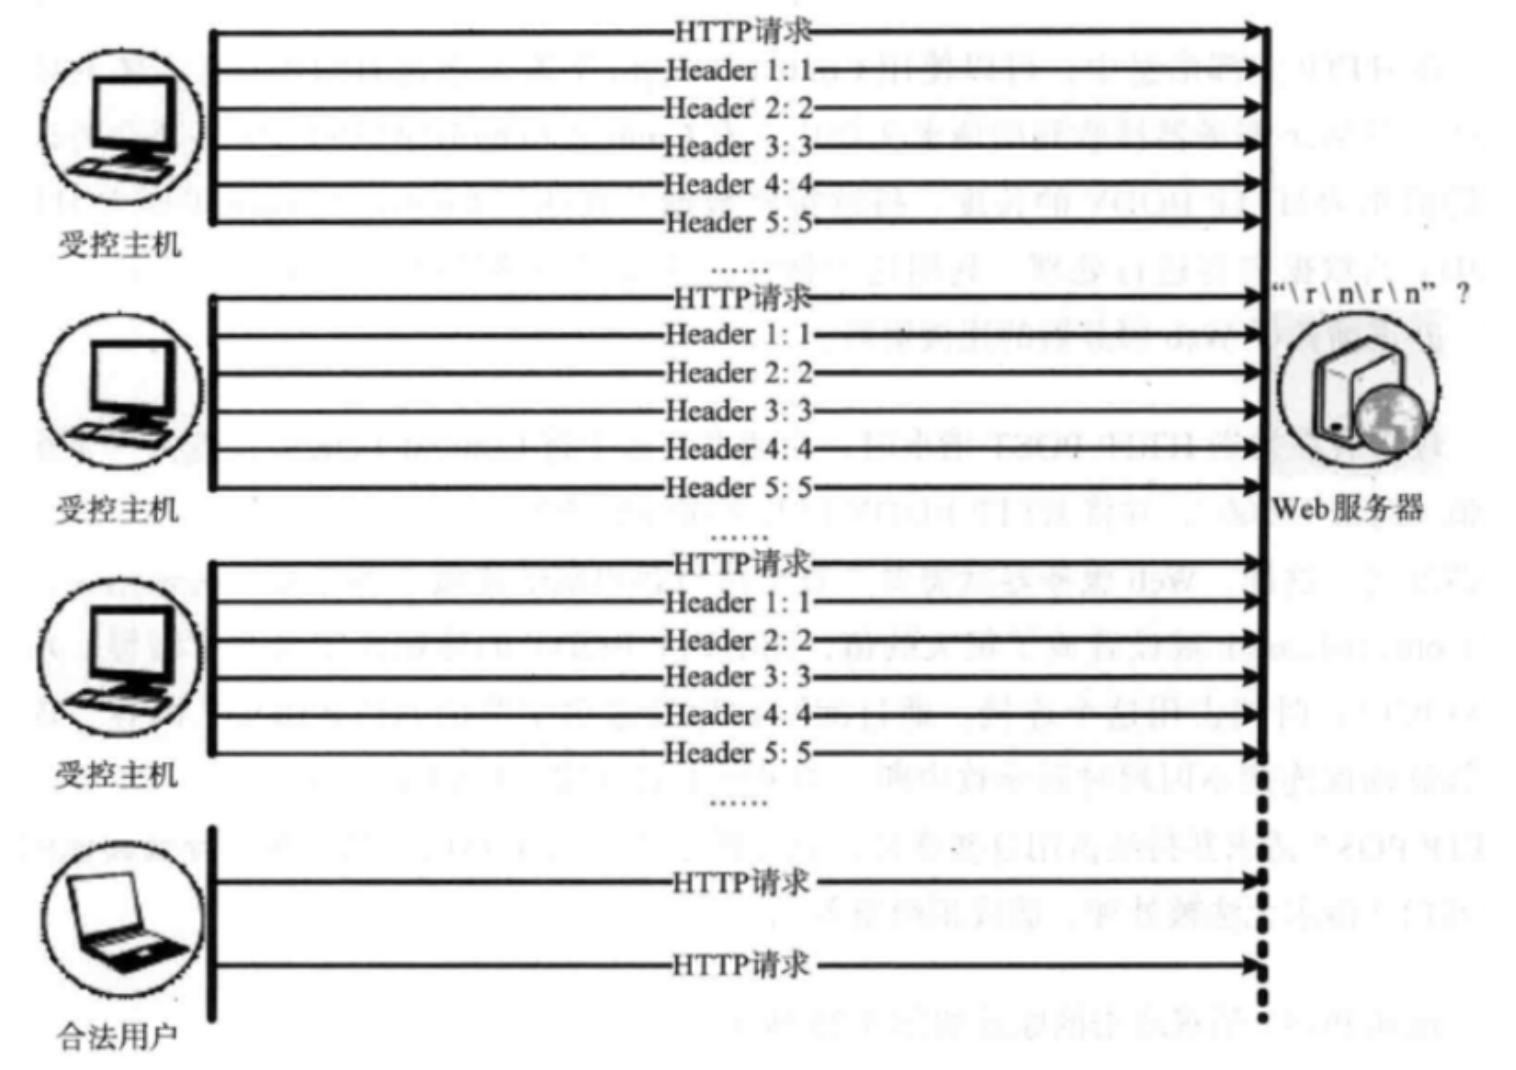 HTTP请求
Header 1: 1
Header 2: 2
Header 3: 3
Header 4: 4
Header 5: 5
受控主机
……
HTTP请求
"\r\n\r\n" ?
Header 1: 1
Header 2: 2
Header 3: 3
Header 4: 4
Header 5: 5
受控主机
Web服务器
……
HTTP请求
Header 1: 1
Header 2: 2
Header 3: 3
Header 4: 4
Header 5: 5
受控主机
……
HTTP请求
HTTP请求
合法用户